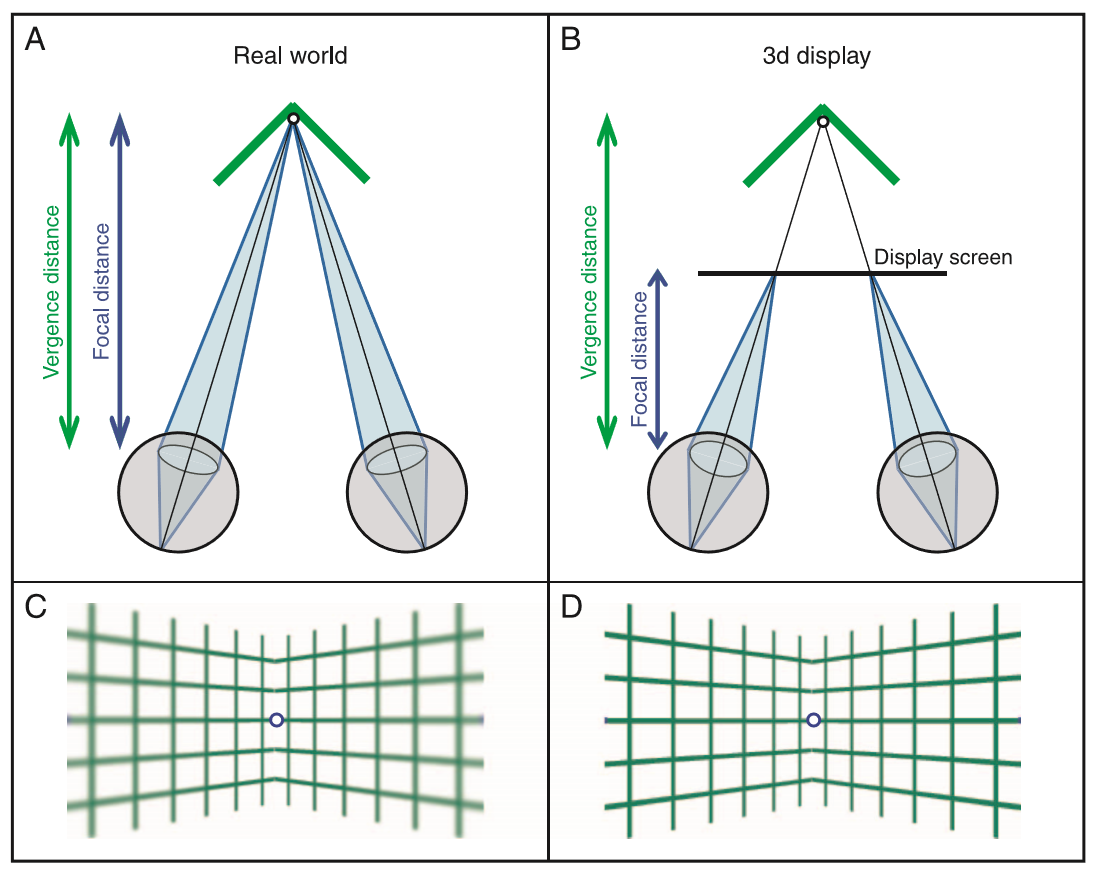 A
Real world
Vergence distance
Focal distance
B
3d display
Display screen
Vergence distance
Focal distance
C
D